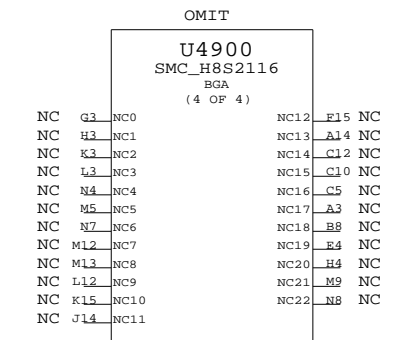 OMIT
U4900
SMC_H8S2116
BGA
(4 OF 4)
NC G3 NC0 NC12 F15 NC
NC H3 NC1 NC13 A14 NC
NC K3 NC2 NC14 C12 NC
NC L3 NC3 NC15 C10 NC
NC N4 NC4 NC16 C5 NC
NC M5 NC5 NC17 A3 NC
NC N7 NC6 NC18 B8 NC
NC M12 NC7 NC19 E4 NC
NC M13 NC8 NC20 H4 NC
NC L12 NC9 NC21 M9 NC
NC K15 NC10 NC22 N8 NC
NC J14 NC11